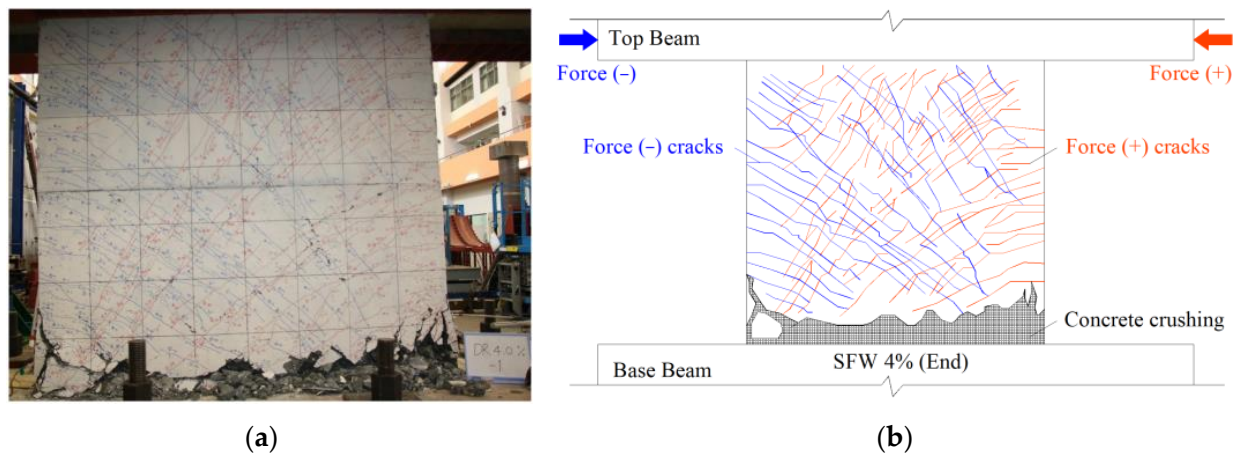 DR 4.0%
-1
Top Beam
Force (−)
Force (+)
Force (−) cracks
Force (+) cracks
Concrete crushing
SFW 4% (End)
Base Beam
(a)
(b)